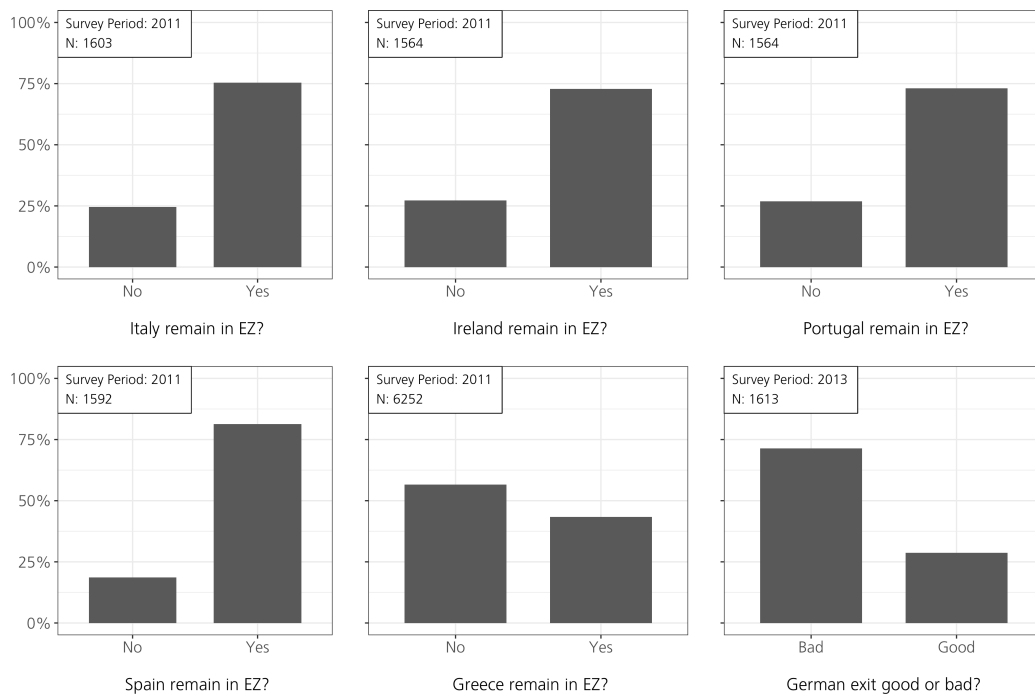 Survey Period: 2011
N: 1603
100%
75%
50%
25%
0%
No
Yes
Italy remain in EZ?
Survey Period: 2011
N: 1564
No
Yes
Ireland remain in EZ?
Survey Period: 2011
N: 1564
No
Yes
Portugal remain in EZ?
Survey Period: 2011
N: 1592
100%
75%
50%
25%
0%
No
Yes
Spain remain in EZ?
Survey Period: 2011
N: 6252
No
Yes
Greece remain in EZ?
Survey Period: 2013
N: 1613
Bad
Good
German exit good or bad?